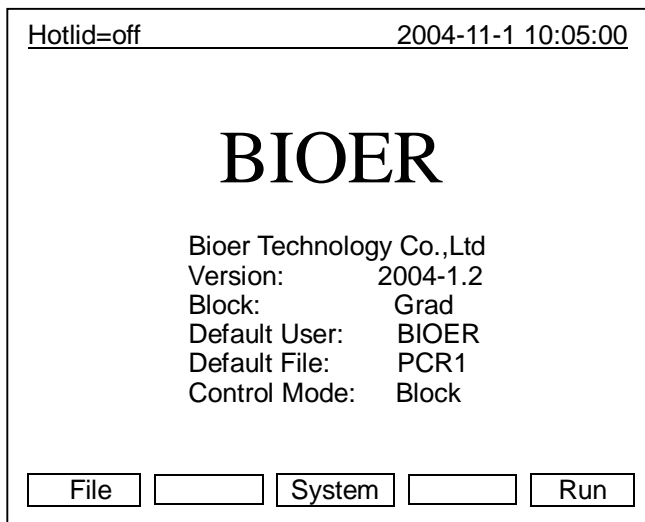 Hotlid=off 2004-11-1 10:05:00
BIOER
Bioer Technology Co.,Ltd
Version: 2004-1.2
Block: Grad
Default User: BIOER
Default File: PCR1
Control Mode: Block
File System Run